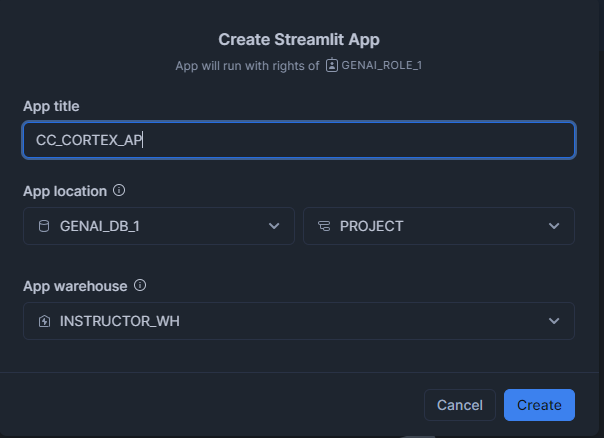 Create Streamlit App
App will run with rights of GENAI_ROLE_1
App title
CC_CORTEX_AP
App location
GENAI_DB_1 PROJECT
App warehouse
INSTRUCTOR_WH
Cancel Create